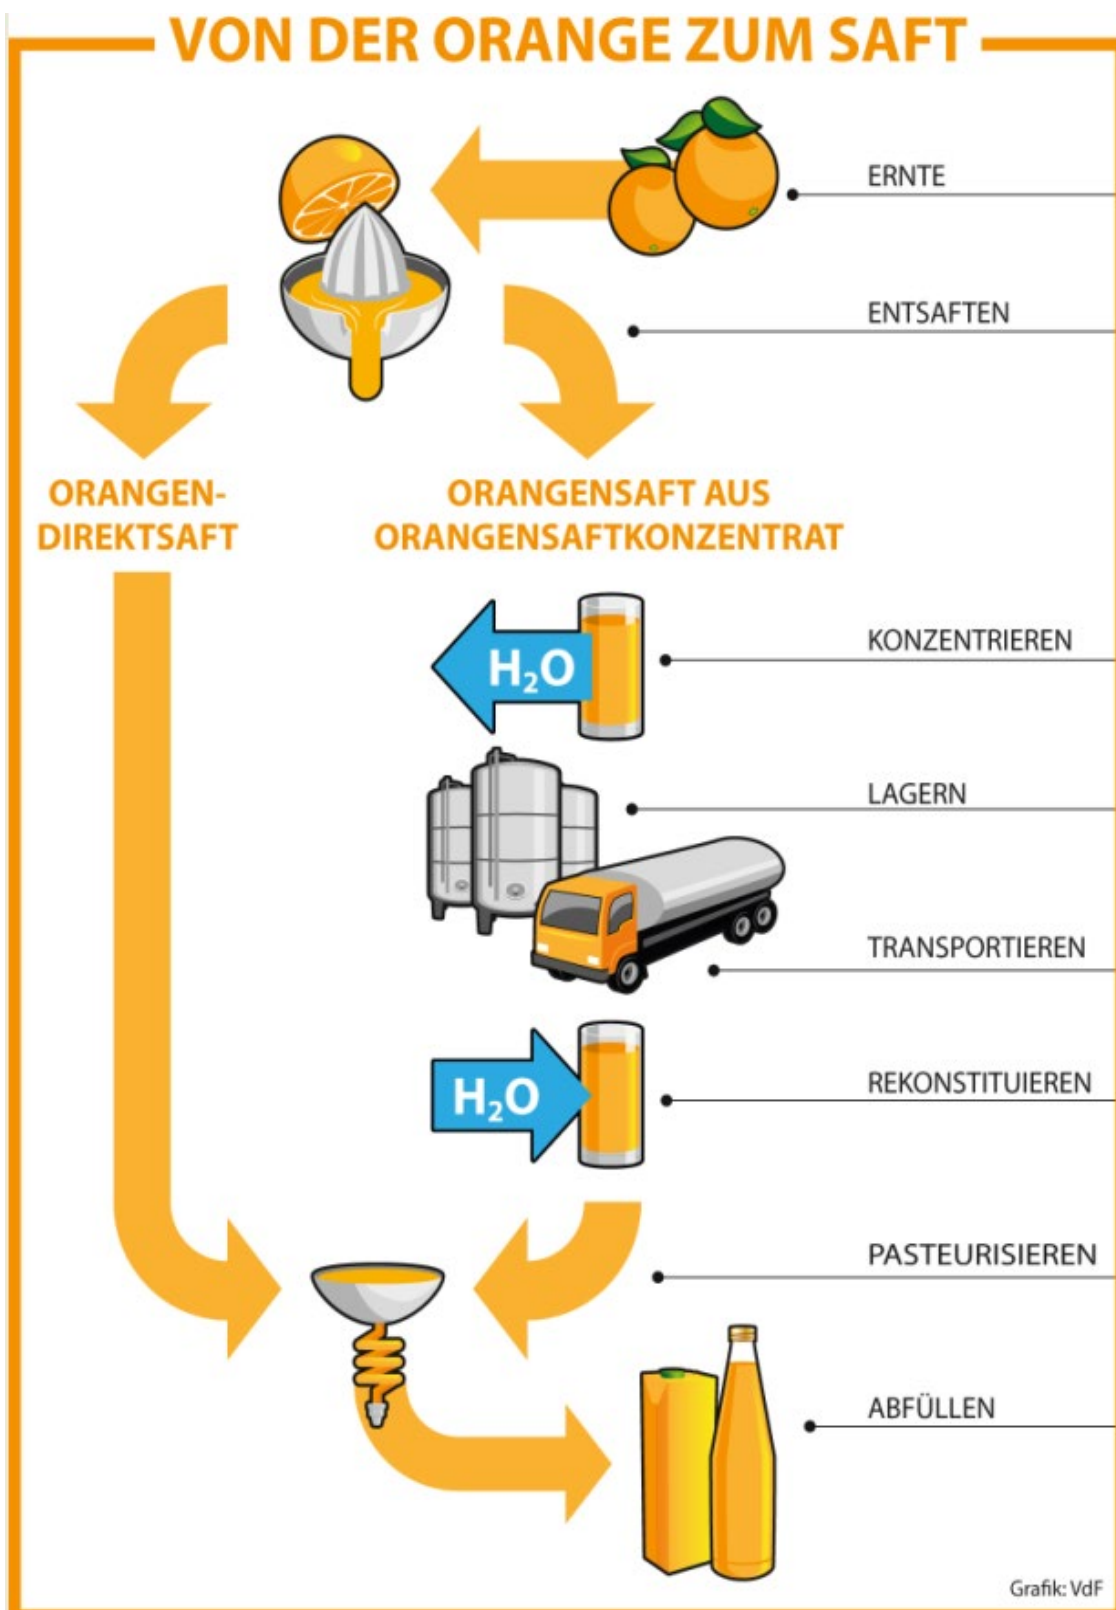 VON DER ORANGE ZUM SAFT
ERNTE
ENTSAFTEN
ORANGEN-
DIREKTSAFT
ORANGENSAFT AUS
ORANGENSAFTKONZENTRAT
H₂O
KONZENTRIEREN
LAGERN
TRANSPORTIEREN
H₂O
REKONSTITUIEREN
PASTEURISIEREN
ABFÜLLEN
Grafik: VdF